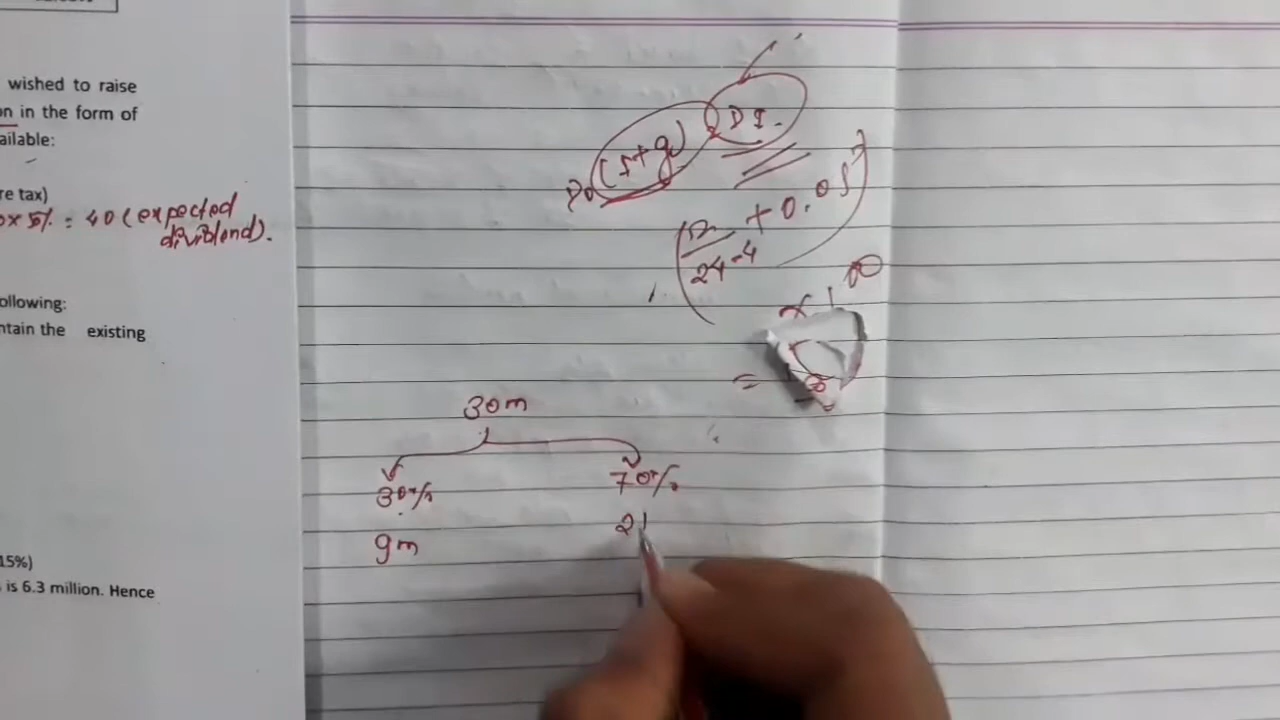 wished to raise
on in the form of
ailable:
re tax)
0x 5% = 40 (expected
dividend).
ollowing:
ntain the existing
15%)
is 6.3 million. Hence
D1.
+ 0.05
24-4
=
30m
30%
70%
9m
21